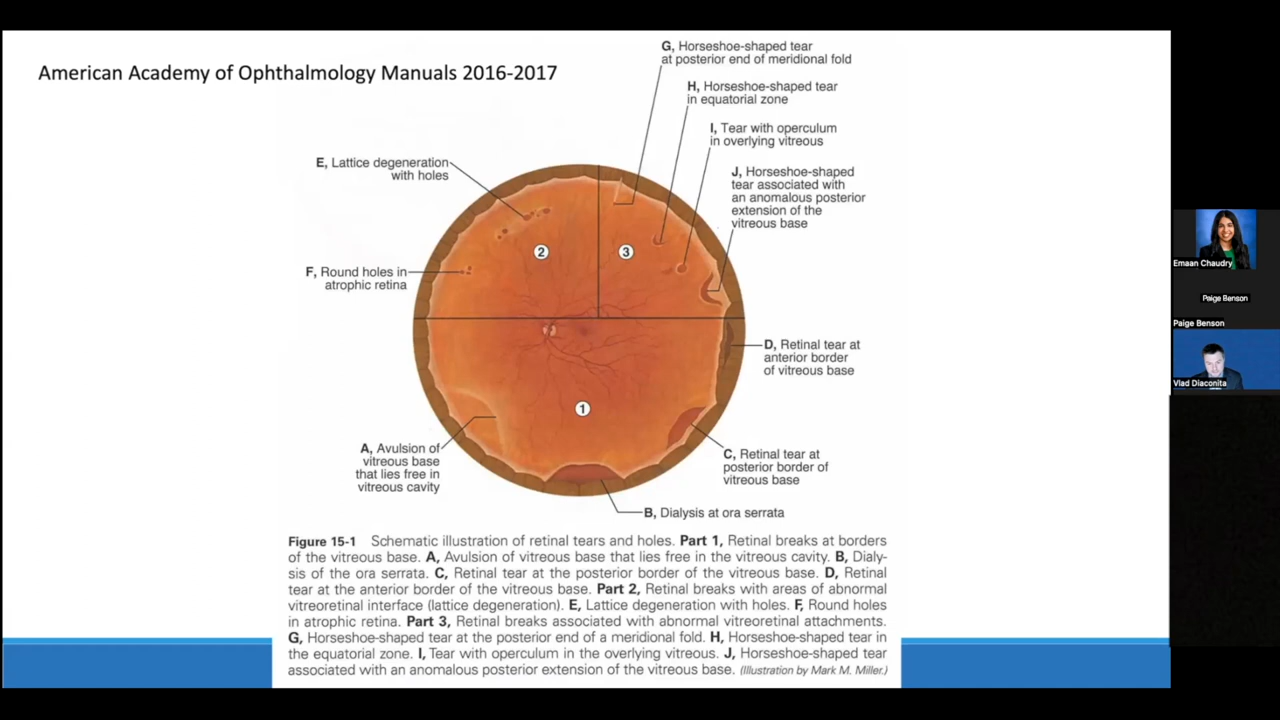 American Academy of Ophthalmology Manuals 2016-2017
G, Horseshoe-shaped tear
at posterior end of meridional fold
H, Horseshoe-shaped tear
in equatorial zone
I, Tear with operculum
in overlying vitreous
J, Horseshoe-shaped
tear associated with
an anomalous posterior
extension of the
vitreous base
E, Lattice degeneration
with holes
2
3
F, Round holes in
atrophic retina
D, Retinal tear at
anterior border
of vitreous base
1
A, Avulsion of
vitreous base
that lies free in
vitreous cavity
C, Retinal tear at
posterior border of
vitreous base
B, Dialysis at ora serrata
Figure 15-1 Schematic illustration of retinal tears and holes. Part 1, Retinal breaks at borders
of the vitreous base. A, Avulsion of vitreous base that lies free in the vitreous cavity. B, Dialy-
sis of the ora serrata. C, Retinal tear at the posterior border of the vitreous base. D, Retinal
tear at the anterior border of the vitreous base. Part 2, Retinal breaks with areas of abnormal
vitreoretinal interface (lattice degeneration). E, Lattice degeneration with holes. F, Round holes
in atrophic retina. Part 3, Retinal breaks associated with abnormal vitreoretinal attachments.
G, Horseshoe-shaped tear at the posterior end of a meridional fold. H, Horseshoe-shaped tear in
the equatorial zone. I, Tear with operculum in the overlying vitreous. J, Horseshoe-shaped tear
associated with an anomalous posterior extension of the vitreous base. (Illustration by Mark M. Miller.)
Emaan Chaudry
Paige Benson
Paige Benson
Vlad Diaconita